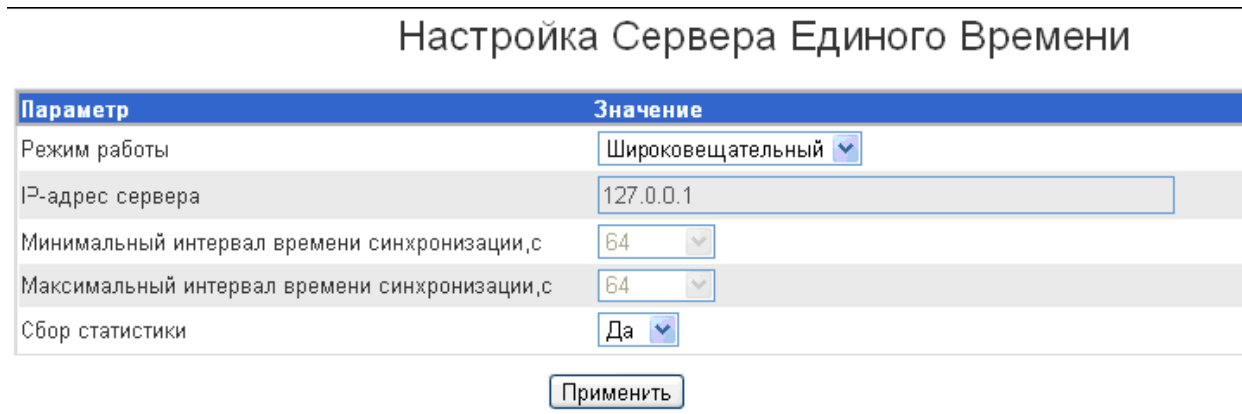 Настройка Сервера Единого Времени
Параметр Значение
Режим работы Широковещательный
IP-адрес сервера 127.0.0.1
Минимальный интервал времени синхронизации,с 64
Максимальный интервал времени синхронизации,с 64
Сбор статистики Да
Применить